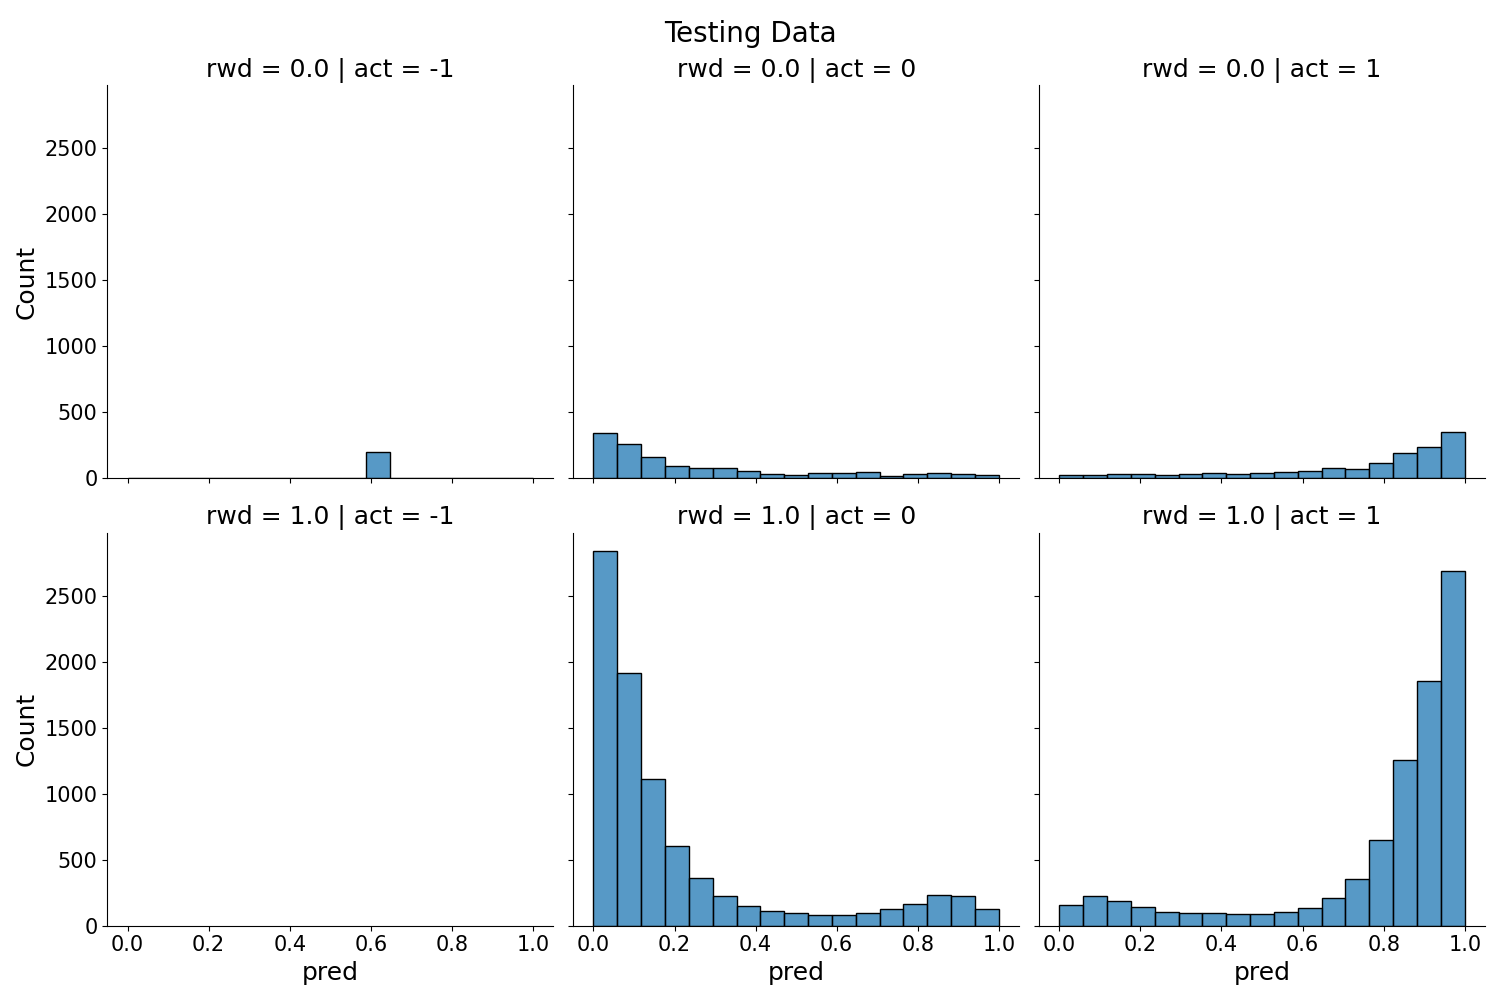 Testing Data
rwd = 0.0 | act = -1
rwd = 0.0 | act = 0
rwd = 0.0 | act = 1
2500
2000
1500
1000
500
0
Count
rwd = 1.0 | act = -1
rwd = 1.0 | act = 0
rwd = 1.0 | act = 1
2500
2000
1500
1000
500
0
Count
0.0 0.2 0.4 0.6 0.8 1.0
0.0 0.2 0.4 0.6 0.8 1.0
0.0 0.2 0.4 0.6 0.8 1.0
pred
pred
pred